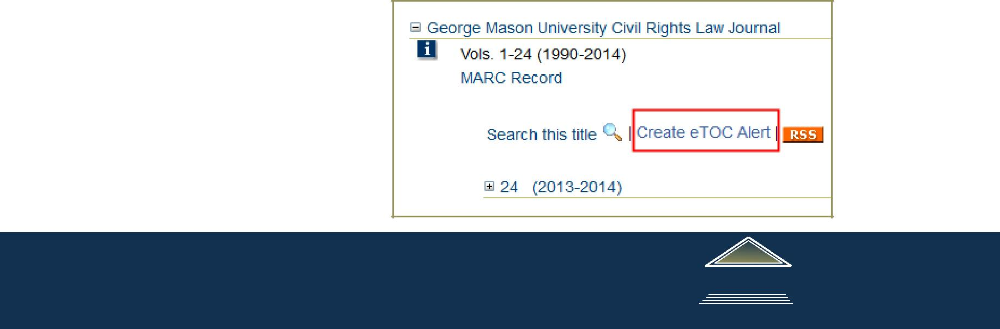 George Mason University Civil Rights Law Journal
Vols. 1-24 (1990-2014)
MARC Record
Search this title | Create eTOC Alert | RSS
24 (2013-2014)